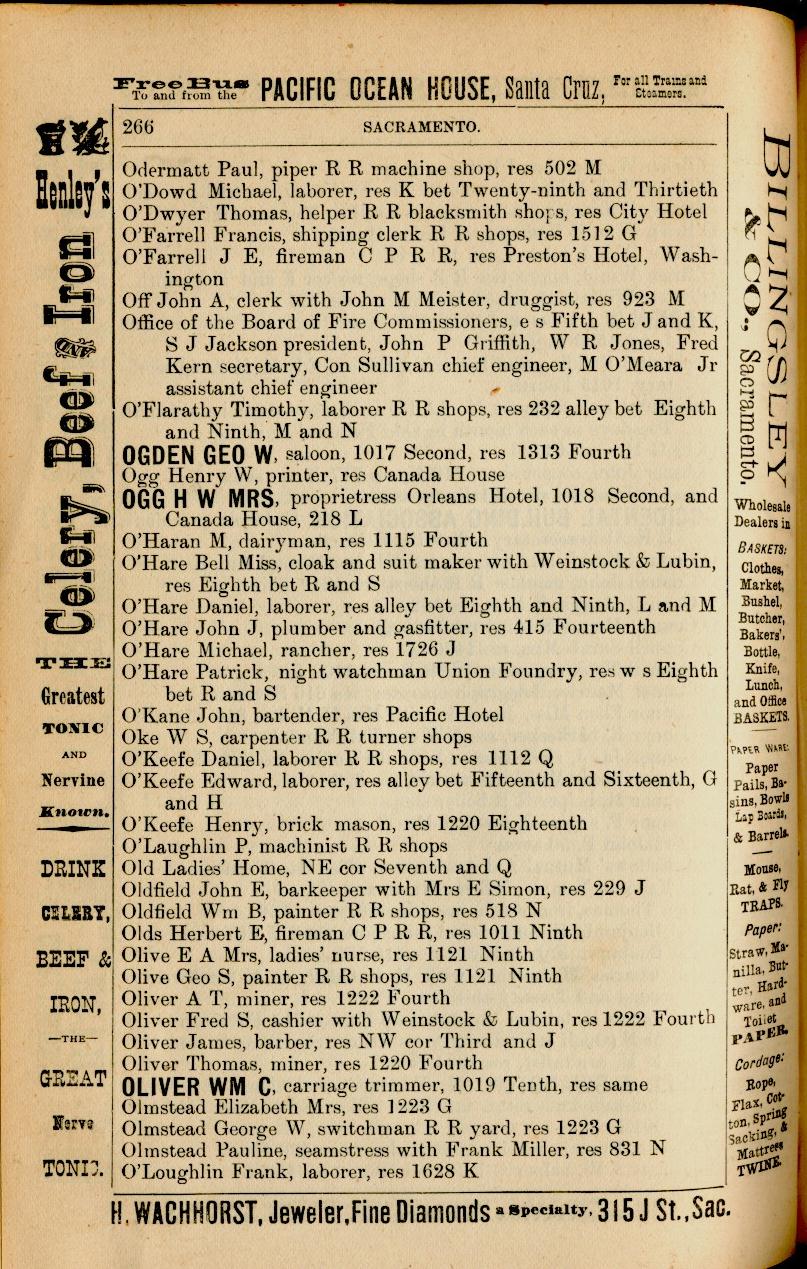 Free Bus To and from the PACIFIC OCEAN HOUSE, Santa Cruz, For all Trains and Steamers.
266 SACRAMENTO.
Odermatt Paul, piper R R machine shop, res 502 M
O'Dowd Michael, laborer, res K bet Twenty-ninth and Thirtieth
O'Dwyer Thomas, helper R R blacksmith shops, res City Hotel
O'Farrell Francis, shipping clerk R R shops, res 1512 G
O'Farrell J E, fireman C P R R, res Preston's Hotel, Wash-
ington
Off John A, clerk with John M Meister, druggist, res 923 M
Office of the Board of Fire Commissioners, e s Fifth bet J and K,
S J Jackson president, John P Griffith, W R Jones, Fred
Kern secretary, Con Sullivan chief engineer, M O'Meara Jr
assistant chief engineer
O'Flarathy Timothy, laborer R R shops, res 232 alley bet Eighth
and Ninth, M and N
OGDEN GEO W, saloon, 1017 Second, res 1313 Fourth
Ogg Henry W, printer, res Canada House
OGG H W MRS, proprietress Orleans Hotel, 1018 Second, and
Canada House, 218 L
O'Haran M, dairyman, res 1115 Fourth
O'Hare Bell Miss, cloak and suit maker with Weinstock & Lubin,
res Eighth bet R and S
O'Hare Daniel, laborer, res alley bet Eighth and Ninth, L and M
O'Hare John J, plumber and gasfitter, res 415 Fourteenth
O'Hare Michael, rancher, res 1726 J
O'Hare Patrick, night watchman Union Foundry, res w s Eighth
bet R and S
O'Kane John, bartender, res Pacific Hotel
Oke W S, carpenter R R turner shops
O'Keefe Daniel, laborer R R shops, res 1112 Q
O'Keefe Edward, laborer, res alley bet Fifteenth and Sixteenth, G
and H
O'Keefe Henry, brick mason, res 1220 Eighteenth
O'Laughlin P, machinist R R shops
Old Ladies' Home, NE cor Seventh and Q
Oldfield John E, barkeeper with Mrs E Simon, res 229 J
Oldfield Wm B, painter R R shops, res 518 N
Olds Herbert E, fireman C P R R, res 1011 Ninth
Olive E A Mrs, ladies' nurse, res 1121 Ninth
Olive Geo S, painter R R shops, res 1121 Ninth
Oliver A T, miner, res 1222 Fourth
Oliver Fred S, cashier with Weinstock & Lubin, res 1222 Fourth
Oliver James, barber, res NW cor Third and J
Oliver Thomas, miner, res 1220 Fourth
OLIVER WM C, carriage trimmer, 1019 Tenth, res same
Olmstead Elizabeth Mrs, res 1223 G
Olmstead George W, switchman R R yard, res 1223 G
Olmstead Pauline, seamstress with Frank Miller, res 831 N
O'Loughlin Frank, laborer, res 1628 K
H. WACHHORST, Jeweler, Fine Diamonds a Specialty, 315 J St., Sac.
Henley's
Celery, Beef and Iron
THE
Greatest
TONIC
AND
Nervine
Known.
DRINK
CELERY,
BEEF &
IRON,
—THE—
GREAT
Nerve
TONIC.
BILLINGSLEY
& CO., Sacramento.
Wholesale
Dealers in
BASKETS:
Clothes,
Market,
Bushel,
Butcher,
Bakers',
Bottle,
Knife,
Lunch,
and Office
BASKETS.
PAPER WARE:
Paper
Pails, Ba-
sins, Bowls
Lap Boards,
& Barrels.
Mouse,
Rat, & Fly
TRAPS.
Paper:
Straw, Ma-
nilla, But-
ter, Hard-
ware, and
Toilet
PAPER.
Cordage:
Rope,
Flax, Cot-
ton, Spring
Sacking, &
Mattress
TWINE.